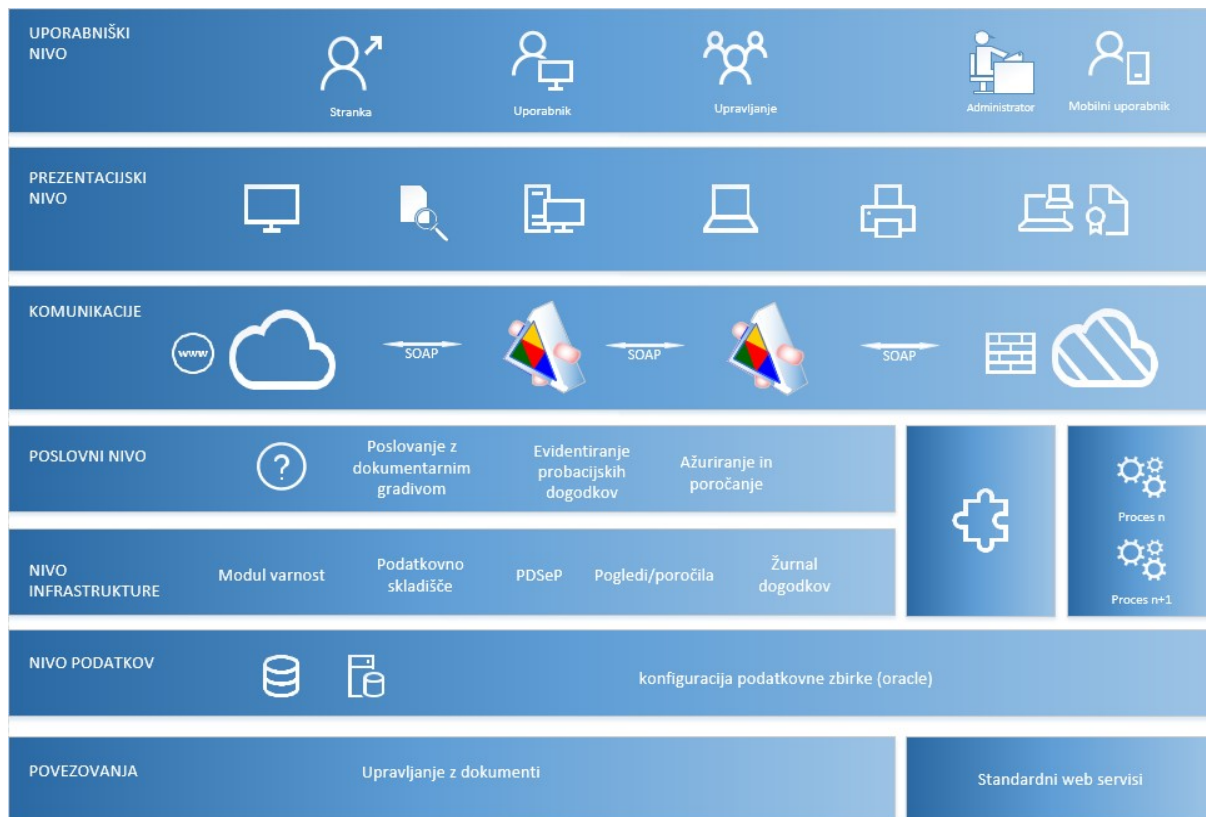 UPORABNIŠKI
NIVO
Stranka
Uporabnik
Upravljanje
Administrator
Mobilni uporabnik
PREZENTACIJSKI
NIVO
KOMUNIKACIJE
www
SOAP
SOAP
SOAP
POSLOVNI NIVO
?
Poslovanje z
dokumentarnim
gradivom
Evidentiranje
probacijskih
dogodkov
Ažuriranje in
poročanje
Proces n
Proces n+1
NIVO
INFRASTRUKTURE
Modul varnost
Podatkovno
skladišče
PDSeP
Pogledi/poročila
Žurnal
dogodkov
NIVO PODATKOV
konfiguracija podatkovne zbirke (oracle)
POVEZOVANJA
Upravljanje z dokumenti
Standardni web servisi